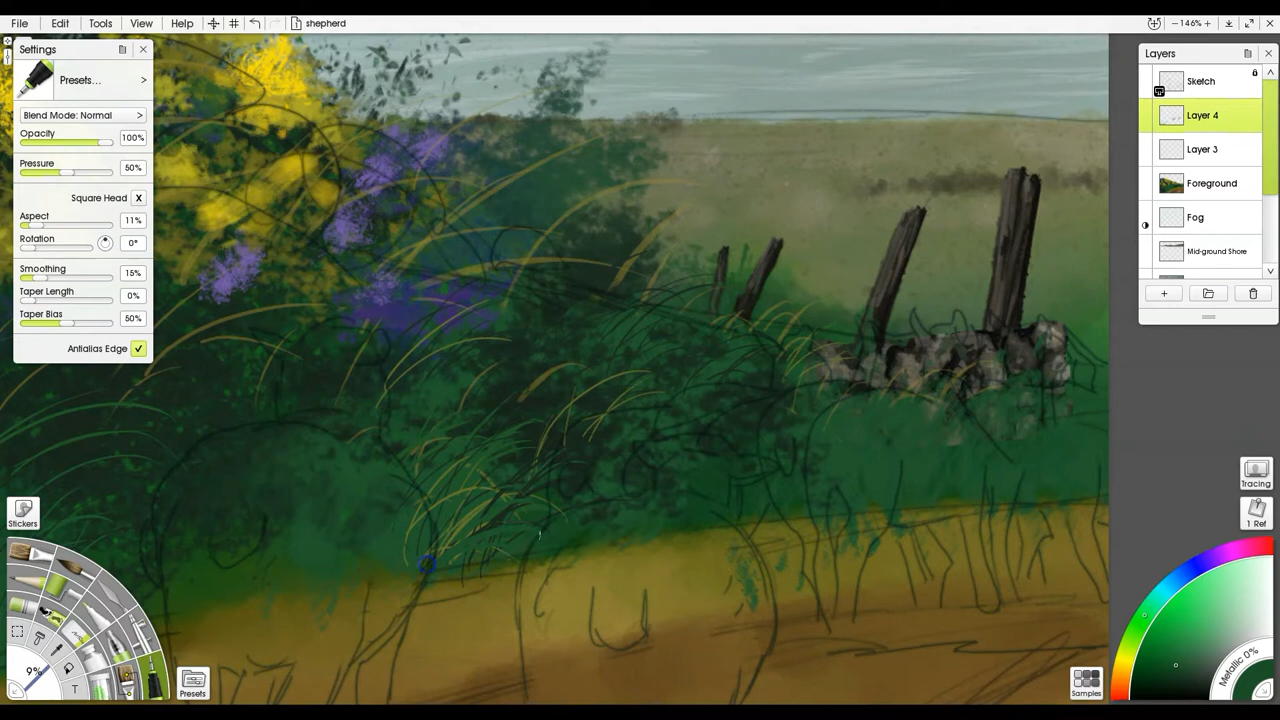 File Edit Tools View Help shepherd −146%+
Settings
Presets... >
Blend Mode: Normal >
Opacity 100%
Pressure 50%
Square Head X
Aspect 11%
Rotation 0°
Smoothing 15%
Taper Length 0%
Taper Bias 50%
Antialias Edge
Layers
Sketch
Layer 4
Layer 3
Foreground
Fog
Mid-ground Shore
Tracing
1 Ref
Stickers
9%
T
Presets
Samples
Metallic 0%